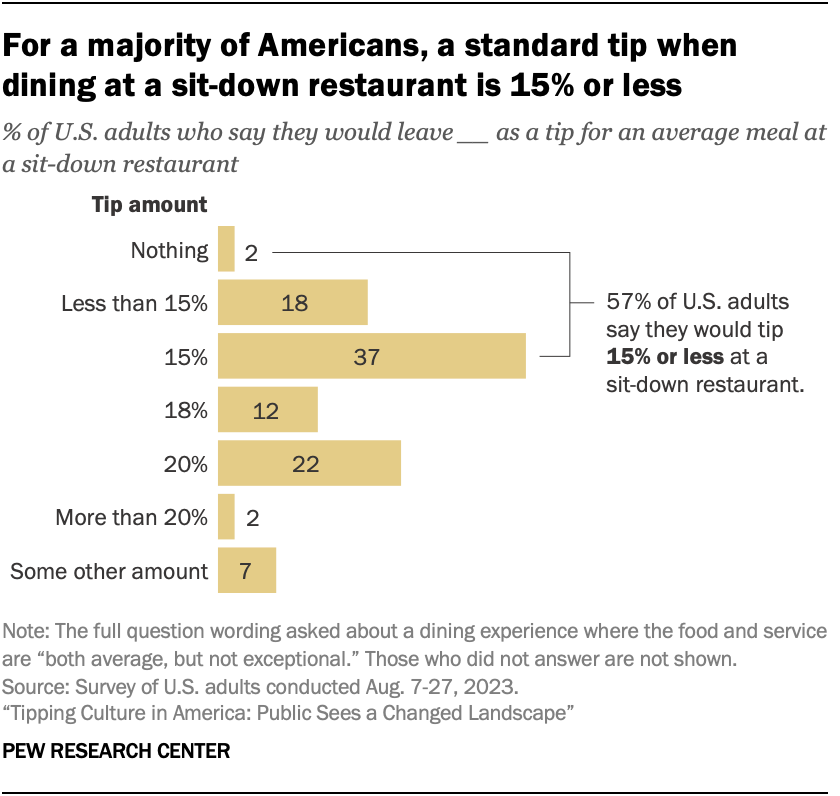 For a majority of Americans, a standard tip when
dining at a sit-down restaurant is 15% or less
% of U.S. adults who say they would leave __ as a tip for an average meal at
a sit-down restaurant
Tip amount
Nothing 2
Less than 15% 18
15% 37
18% 12
20% 22
More than 20% 2
Some other amount 7
57% of U.S. adults
say they would tip
15% or less at a
sit-down restaurant.
Note: The full question wording asked about a dining experience where the food and service
are “both average, but not exceptional.” Those who did not answer are not shown.
Source: Survey of U.S. adults conducted Aug. 7-27, 2023.
“Tipping Culture in America: Public Sees a Changed Landscape”
PEW RESEARCH CENTER